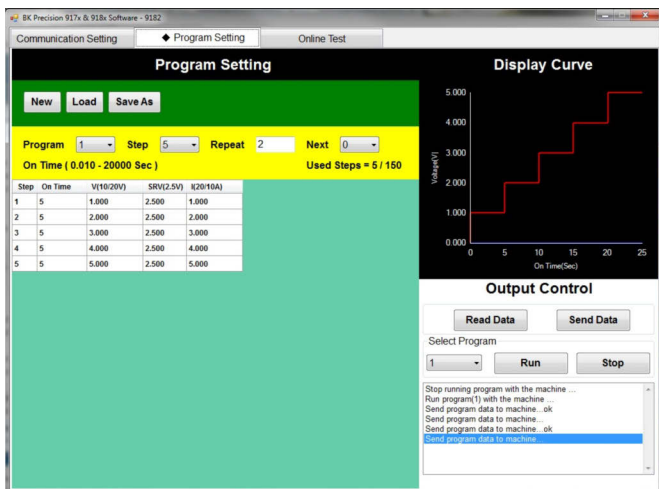 BK Precision 917x & 918x Software - 9182
Communication Setting
◆ Program Setting
Online Test
Program Setting
New Load Save As
Program 1 Step 5 Repeat 2 Next 0
On Time ( 0.010 - 20000 Sec ) Used Steps = 5 / 150
Step On Time V(10/20V) SRV(2.5V) I(20/10A)
1 5 1.000 2.500 1.000
2 5 2.000 2.500 2.000
3 5 3.000 2.500 3.000
4 5 4.000 2.500 4.000
5 5 5.000 2.500 5.000
Display Curve
5.000
4.000
3.000
2.000
1.000
0.000
Voltage(V)
0 5 10 15 20 25
On Time(Sec)
Output Control
Read Data Send Data
Select Program
1 Run Stop
Stop running program with the machine ...
Run program(1) with the machine ...
Send program data to machine...ok
Send program data to machine...
Send program data to machine...ok
Send program data to machine...